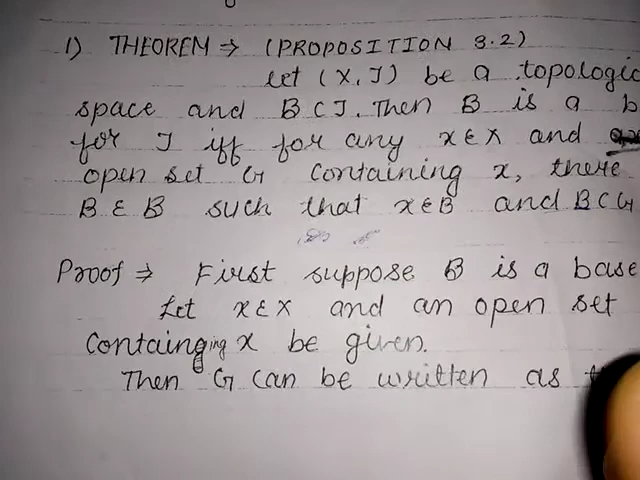 1) THEOREM ⇒ (PROPOSITION 3.2)
Let (X, J) be a topologic
space and B ⊂ J. Then B is a b
for J iff for any x ∈ X and
open set G containing x, there
B ∈ B such that x ∈ B and B ⊂ G
Proof ⇒ First suppose B is a base
Let x ∈ X and an open set
Containging x be given.
Then G can be written as t